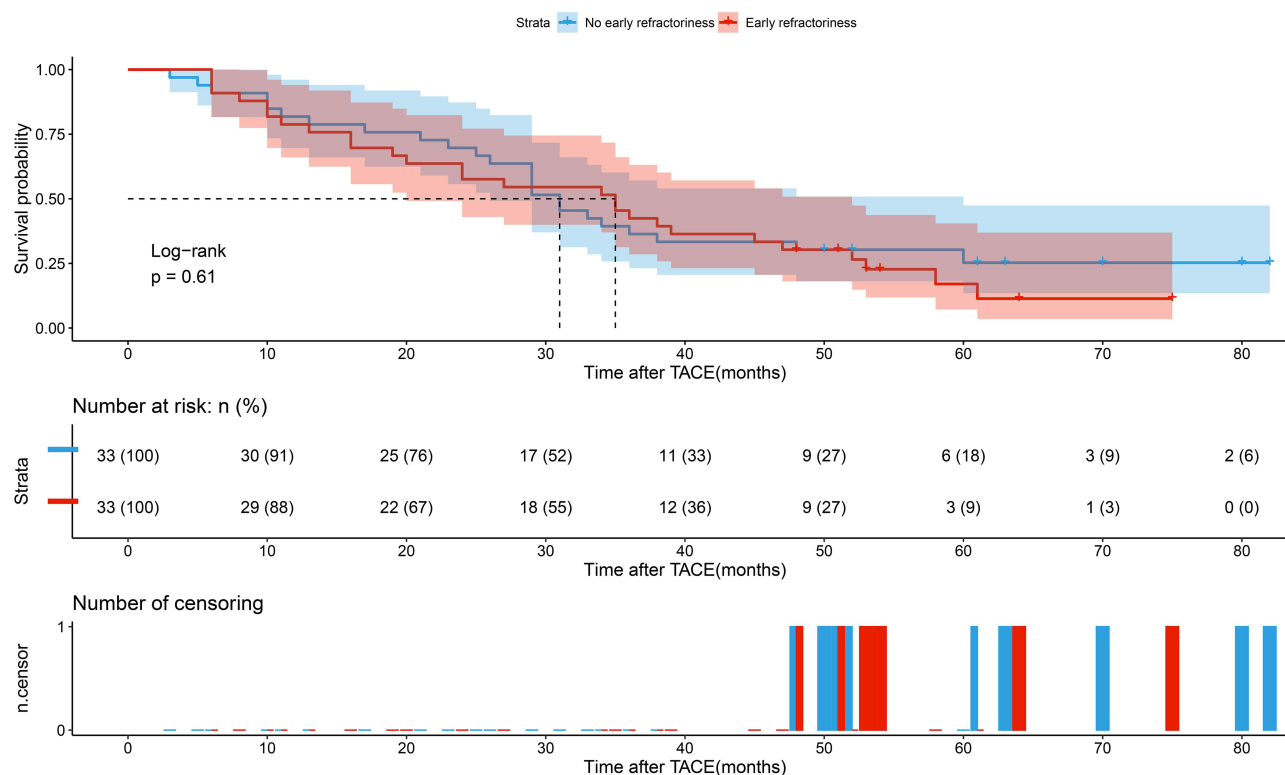 Strata No early refractoriness Early refractoriness
Survival probability
1.00
0.75
0.50
0.25
0.00
Log−rank
p = 0.61
0 10 20 30 40 50 60 70 80
Time after TACE(months)
Number at risk: n (%)
Strata
33 (100) 30 (91) 25 (76) 17 (52) 11 (33) 9 (27) 6 (18) 3 (9) 2 (6)
33 (100) 29 (88) 22 (67) 18 (55) 12 (36) 9 (27) 3 (9) 1 (3) 0 (0)
0 10 20 30 40 50 60 70 80
Time after TACE(months)
Number of censoring
n.censor
1
0
0 10 20 30 40 50 60 70 80
Time after TACE(months)